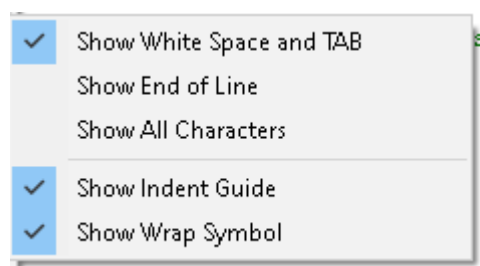 Show White Space and TAB
Show End of Line
Show All Characters
Show Indent Guide
Show Wrap Symbol